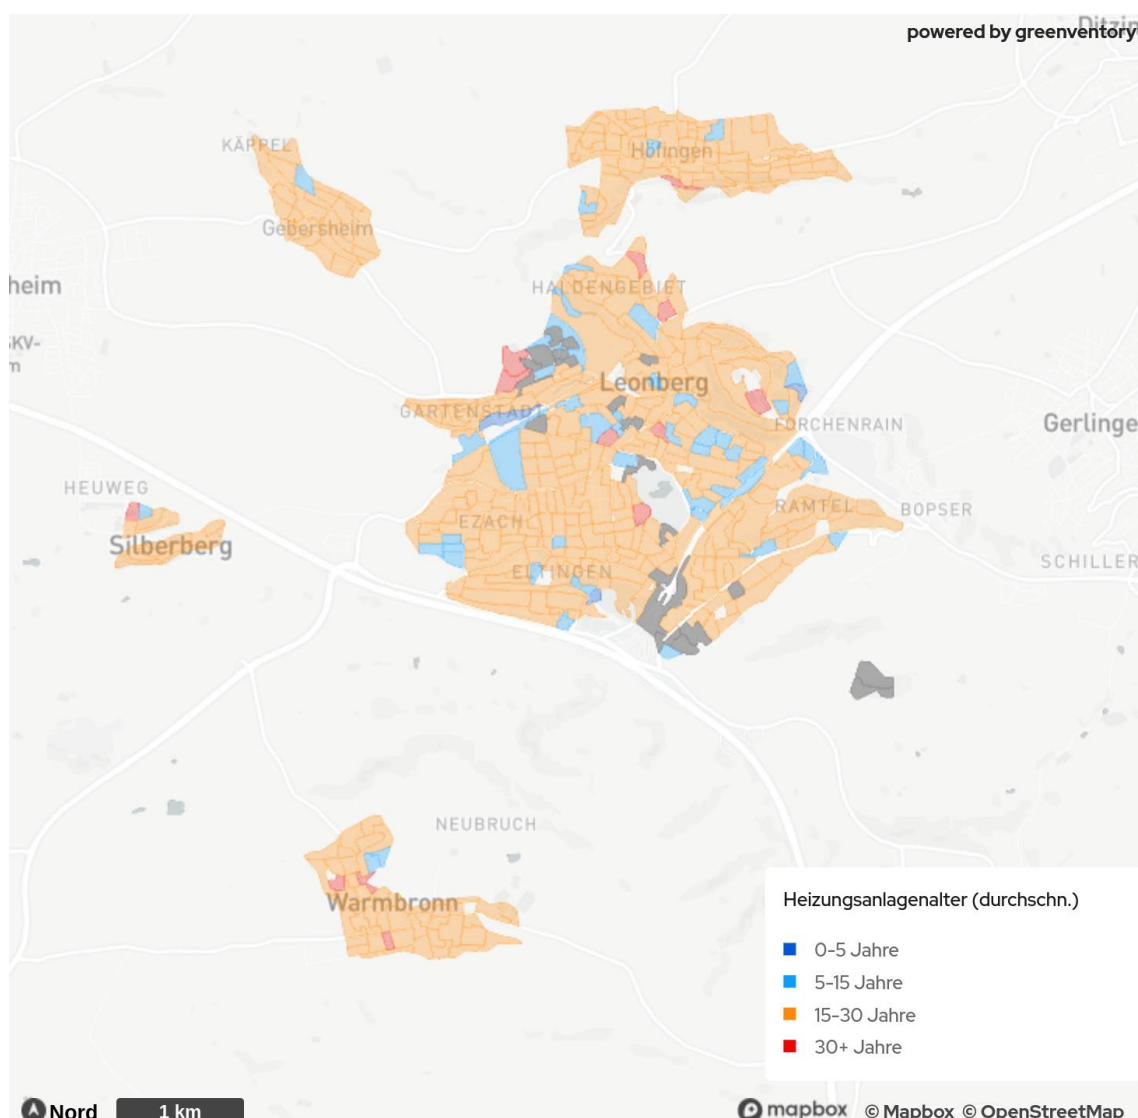 Ditzin
powered by greenventory
KÄPPEL
Höfingen
Gebersheim
heim
HALDENGEBIET
SKV-
m
Leonberg
GARTENSTADT
FORCHENRAIN
Gerlinge
HEUWEG
EZACH
RAMTEL
BOPSER
Silberberg
ELTINGEN
SCHILLER
NEUBRUCH
Warmbronn
Heizungsanlagenalter (durchschn.)
0-5 Jahre
5-15 Jahre
15-30 Jahre
30+ Jahre
Nord
1 km
mapbox
© Mapbox © OpenStreetMap